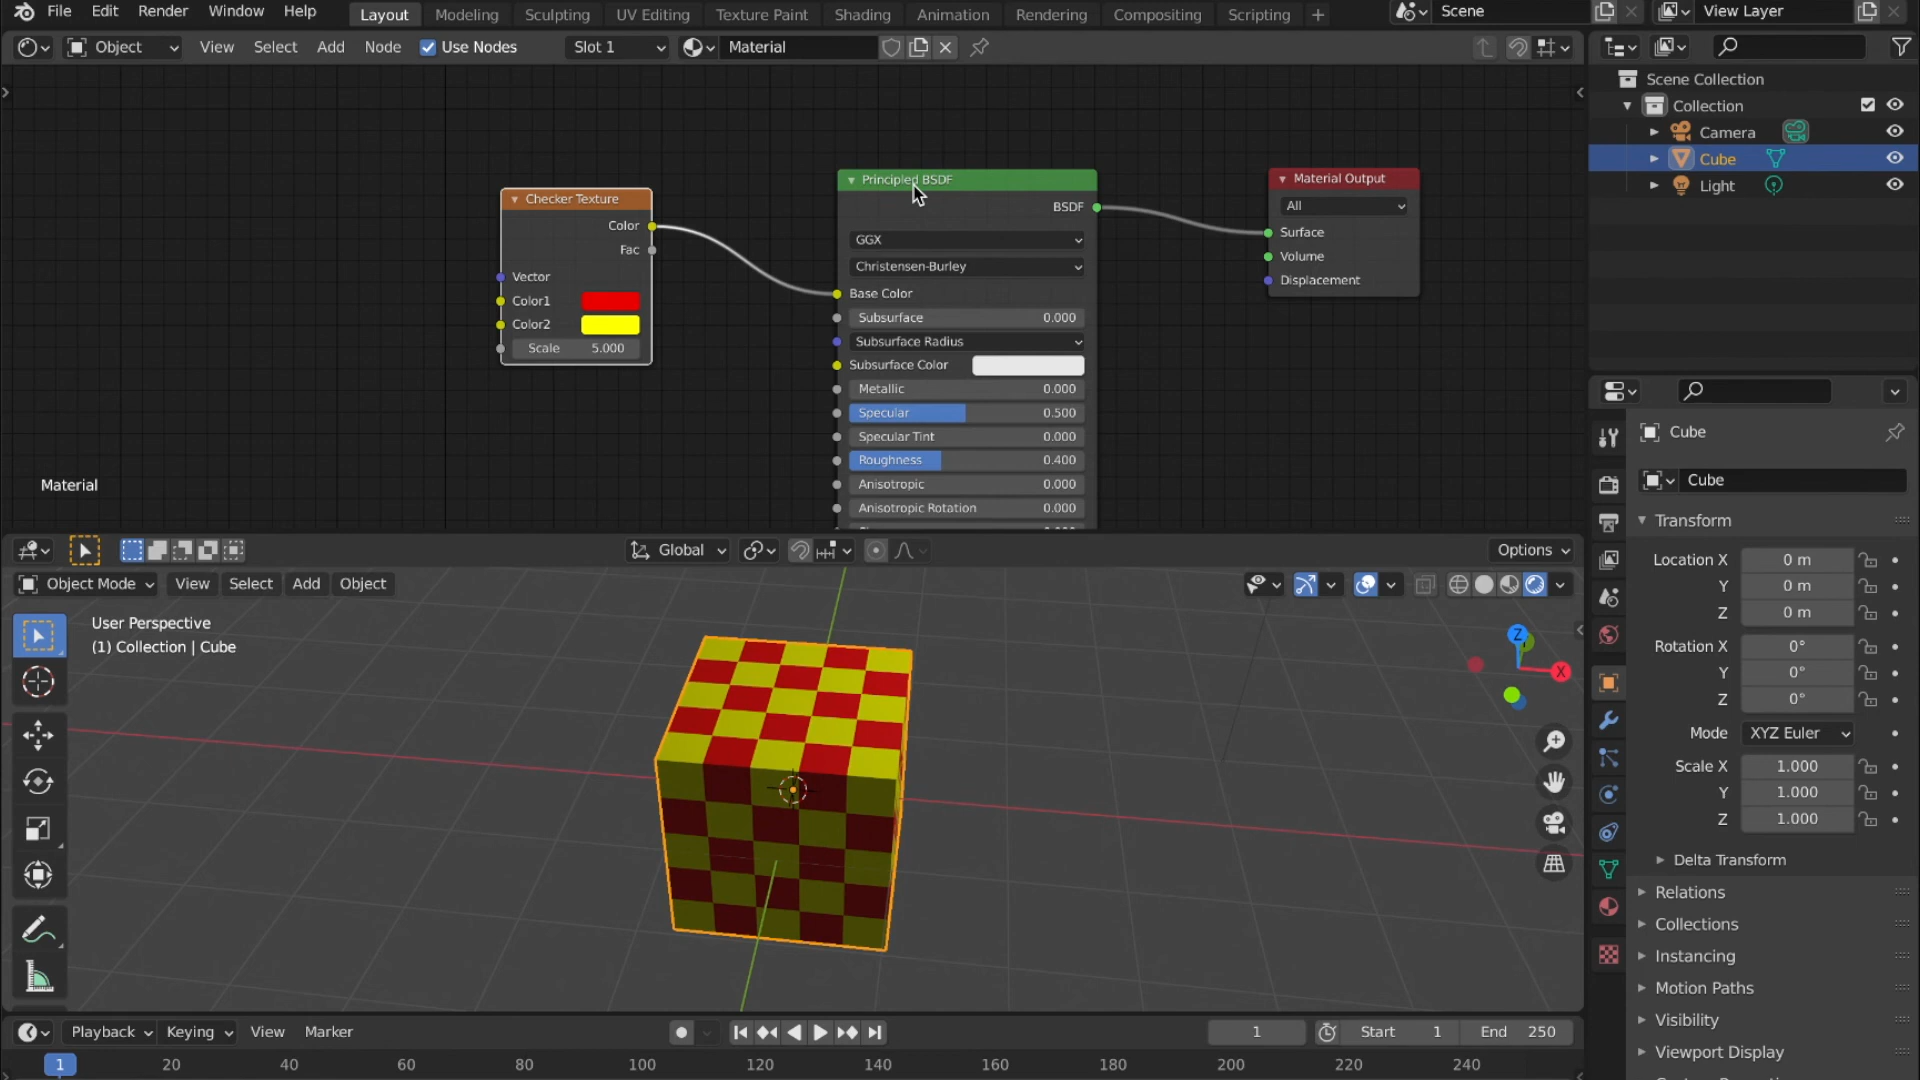 File Edit Render Window Help Layout Modeling Sculpting UV Editing Texture Paint Shading Animation Rendering Compositing Scripting + Scene View Layer
Object View Select Add Node Use Nodes Slot 1 Material
Scene Collection
Collection
Camera
Cube
Light
Checker Texture
Color
Fac
Vector
Color1
Color2
Scale 5.000
Principled BSDF
BSDF
GGX
Christensen-Burley
Base Color
Subsurface 0.000
Subsurface Radius
Subsurface Color
Metallic 0.000
Specular 0.500
Specular Tint 0.000
Roughness 0.400
Anisotropic 0.000
Anisotropic Rotation 0.000
Material Output
All
Surface
Volume
Displacement
Material
Global Options
Object Mode View Select Add Object
User Perspective
(1) Collection | Cube
Z
X
Cube
Cube
Transform
Location X 0 m
Y 0 m
Z 0 m
Rotation X 0°
Y 0°
Z 0°
Mode XYZ Euler
Scale X 1.000
Y 1.000
Z 1.000
Delta Transform
Relations
Collections
Instancing
Motion Paths
Visibility
Viewport Display
Playback Keying View Marker 1 Start 1 End 250
1 20 40 60 80 100 120 140 160 180 200 220 240